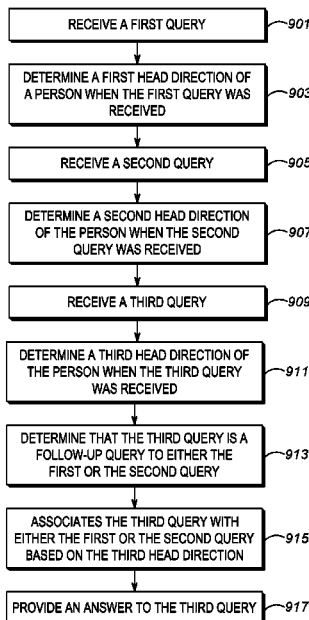 RECEIVE A FIRST QUERY
901
DETERMINE A FIRST HEAD DIRECTION OF
A PERSON WHEN THE FIRST QUERY WAS
RECEIVED
903
RECEIVE A SECOND QUERY
905
DETERMINE A SECOND HEAD DIRECTION
OF THE PERSON WHEN THE SECOND
QUERY WAS RECEIVED
907
RECEIVE A THIRD QUERY
909
DETERMINE A THIRD HEAD DIRECTION OF
THE PERSON WHEN THE THIRD QUERY
WAS RECEIVED
911
DETERMINE THAT THE THIRD QUERY IS A
FOLLOW-UP QUERY TO EITHER THE
FIRST OR THE SECOND QUERY
913
ASSOCIATES THE THIRD QUERY WITH
EITHER THE FIRST OR THE SECOND QUERY
BASED ON THE THIRD HEAD DIRECTION
915
PROVIDE AN ANSWER TO THE THIRD QUERY
917